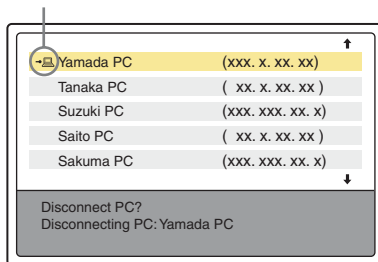 Yamada PC (xxx. x. xx. xx)
Tanaka PC ( xx. x. xx. xx )
Suzuki PC (xxx. xxx. xx. x)
Saito PC ( xx. x. xx. xx )
Sakuma PC (xxx. xxx. xx. x)
Disconnect PC?
Disconnecting PC: Yamada PC